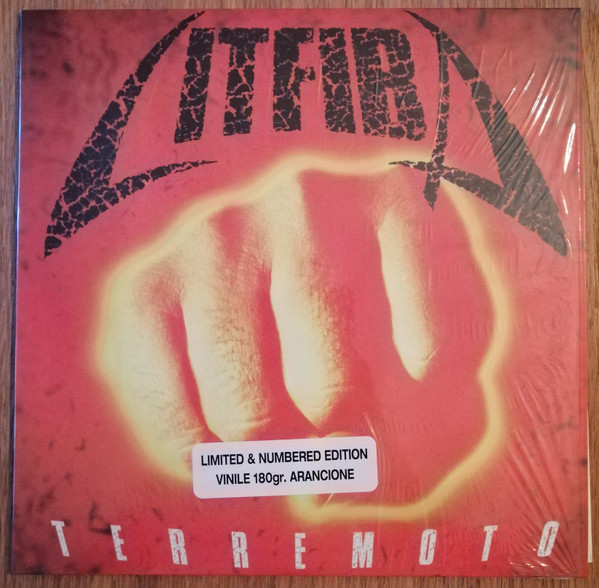 LITFIBA
LIMITED & NUMBERED EDITION
VINILE 180gr. ARANCIONE
TERREMOTO